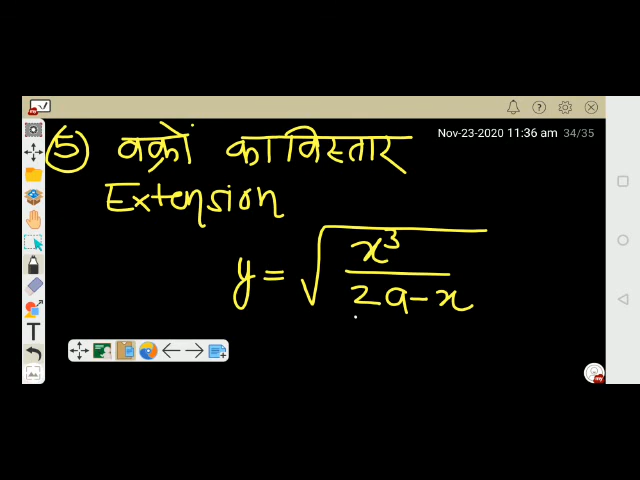 Nov-23-2020 11:36 am 34/35
(5) वक्रों का विस्तार
Extension
y = √(x³/(2a-x))